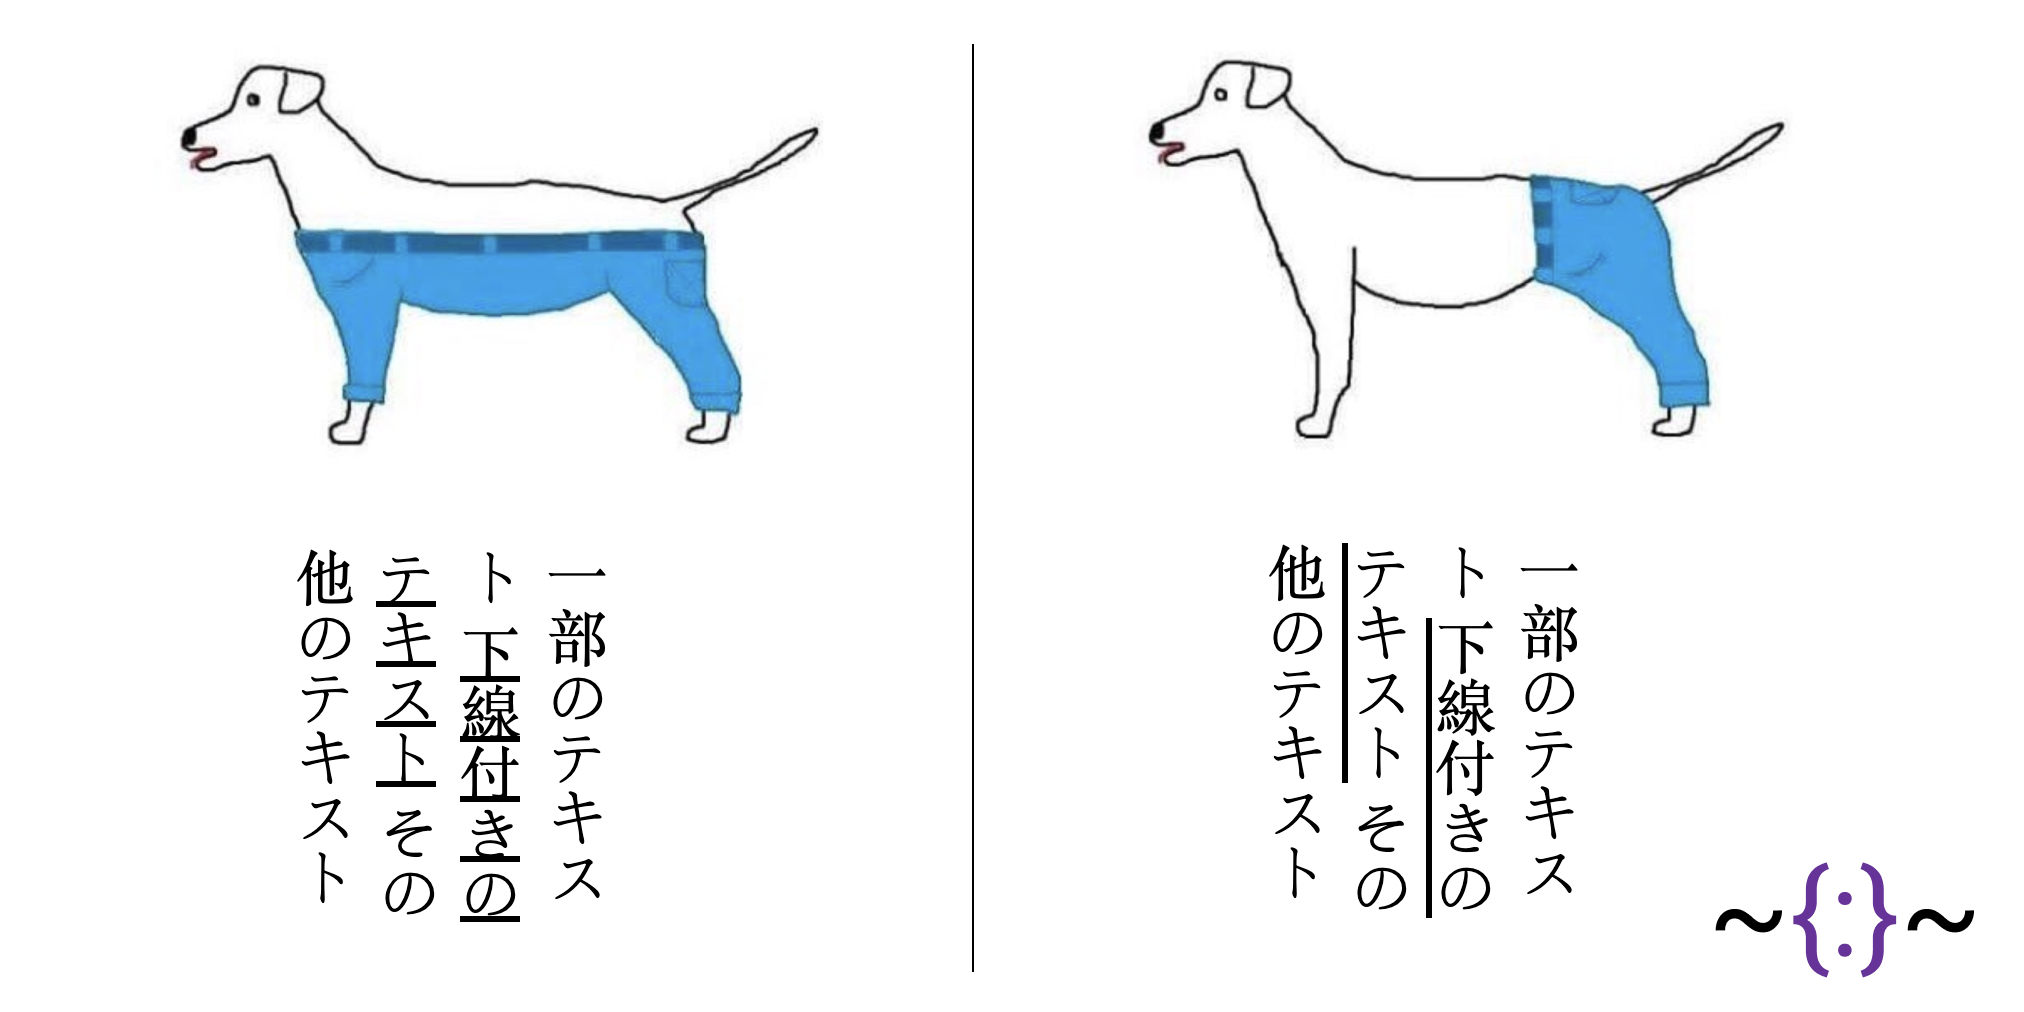 一部のテキス
ト 下線付きの
テキスト その
他のテキスト
一部のテキス
ト 下線付きの
テキスト その
他のテキスト
~{:}~